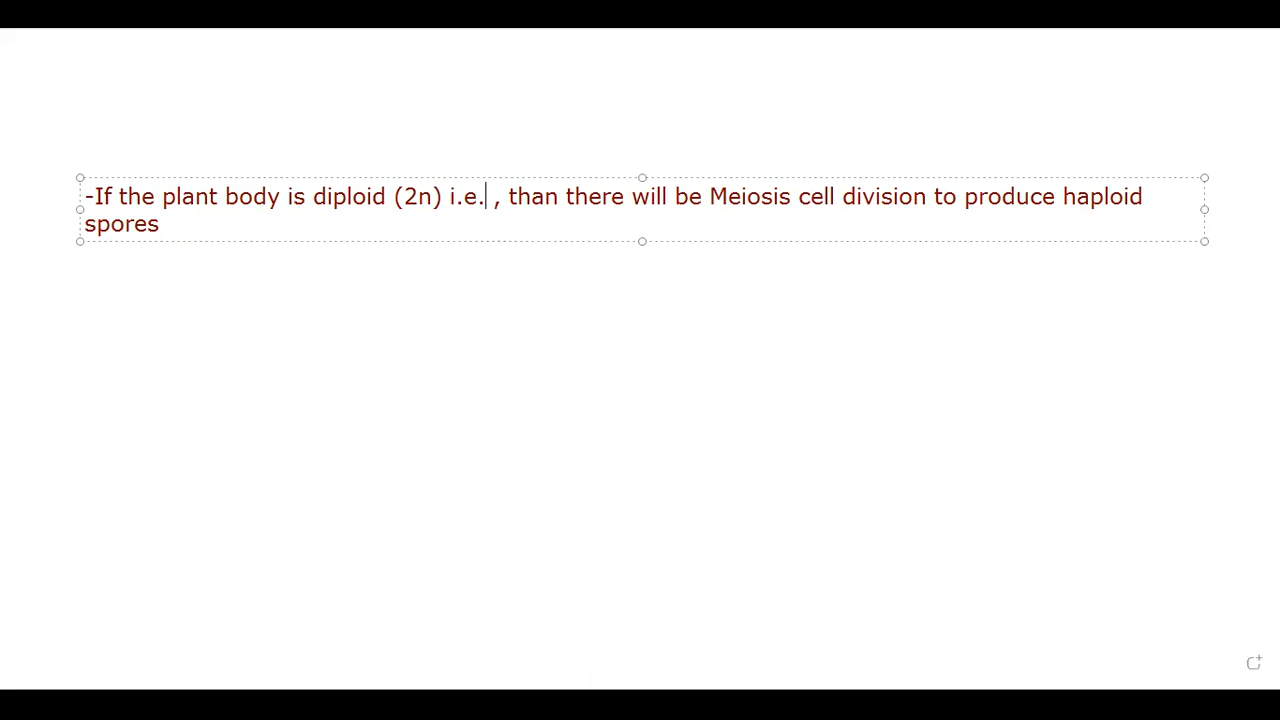 -If the plant body is diploid (2n) i.e. , than there will be Meiosis cell division to produce haploid
spores